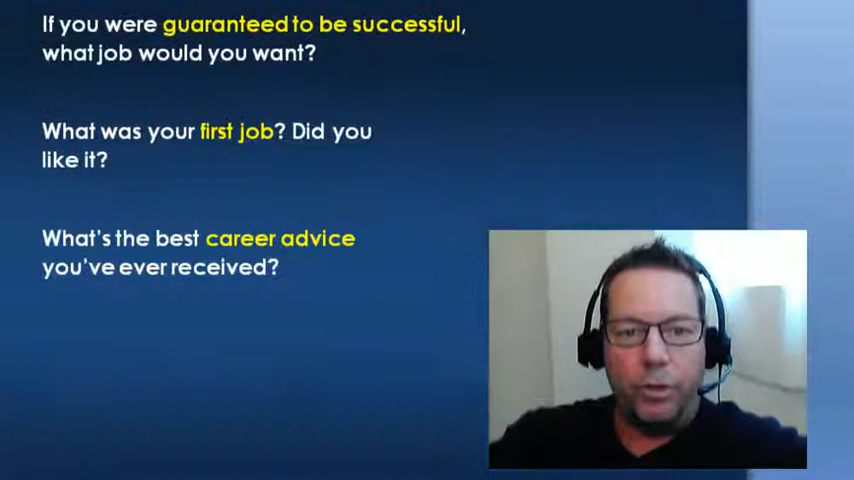 If you were guaranteed to be successful,
what job would you want?
What was your first job? Did you
like it?
What's the best career advice
you've ever received?